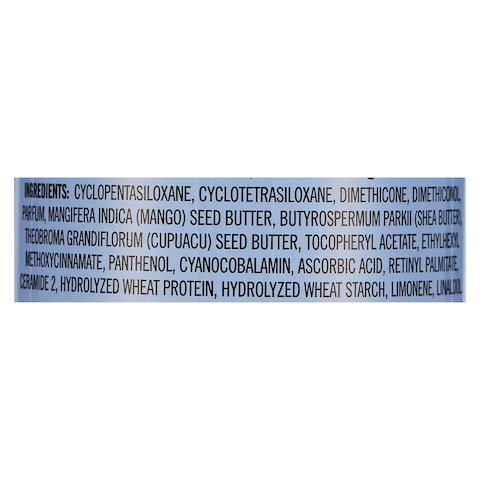 INGREDIENTS: CYCLOPENTASILOXANE, CYCLOTETRASILOXANE, DIMETHICONE, DIMETHICONOL,
PARFUM, MANGIFERA INDICA (MANGO) SEED BUTTER, BUTYROSPERMUM PARKII (SHEA BUTTER),
THEOBROMA GRANDIFLORUM (CUPUACU) SEED BUTTER, TOCOPHERYL ACETATE, ETHYLHEXYL
METHOXYCINNAMATE, PANTHENOL, CYANOCOBALAMIN, ASCORBIC ACID, RETINYL PALMITATE,
CERAMIDE 2, HYDROLYZED WHEAT PROTEIN, HYDROLYZED WHEAT STARCH, LIMONENE, LINALOOL